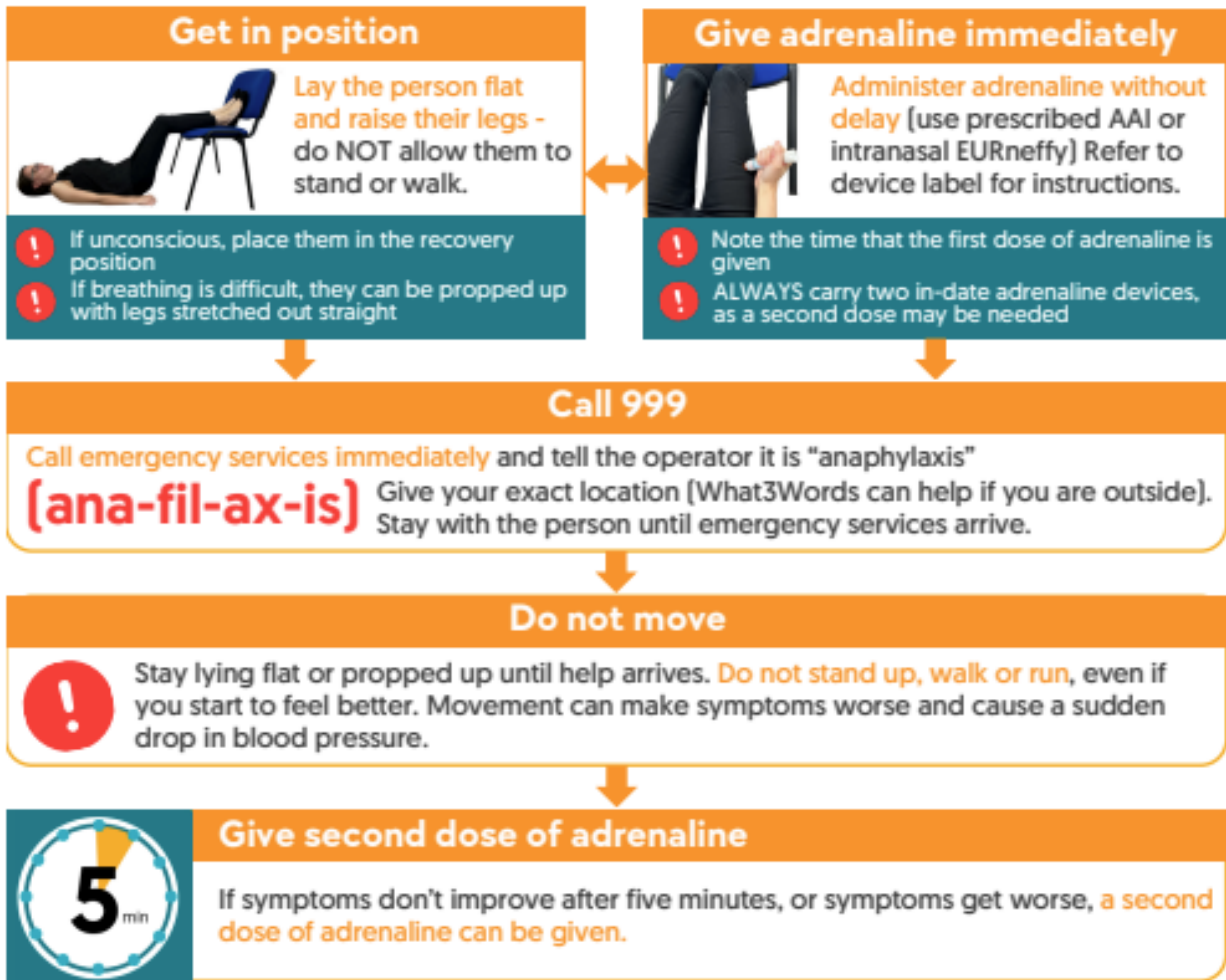 Get in position
Lay the person flat
and raise their legs -
do NOT allow them to
stand or walk.
If unconscious, place them in the recovery
position
If breathing is difficult, they can be propped up
with legs stretched out straight
Give adrenaline immediately
Administer adrenaline without
delay (use prescribed AAI or
intranasal EURneffy) Refer to
device label for instructions.
Note the time that the first dose of adrenaline is
given
ALWAYS carry two in-date adrenaline devices,
as a second dose may be needed
Call 999
Call emergency services immediately and tell the operator it is “anaphylaxis”
(ana-fil-ax-is)
Give your exact location (What3Words can help if you are outside).
Stay with the person until emergency services arrive.
Do not move
Stay lying flat or propped up until help arrives. Do not stand up, walk or run, even if
you start to feel better. Movement can make symptoms worse and cause a sudden
drop in blood pressure.
5 min
Give second dose of adrenaline
If symptoms don’t improve after five minutes, or symptoms get worse, a second
dose of adrenaline can be given.